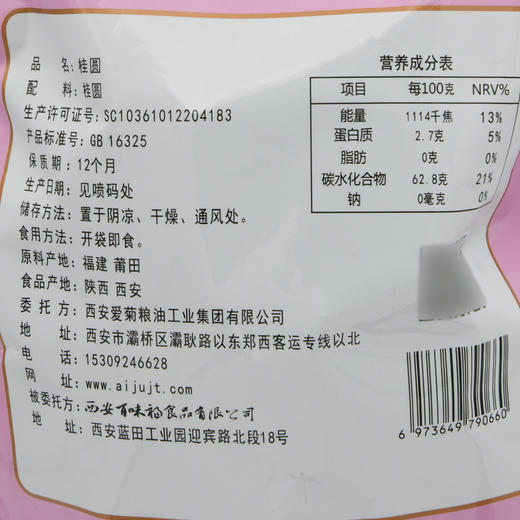 品　　名：桂圆
配　　料：桂圆
生产许可证号：SC10361012204183
产品标准号：GB 16325
保质期：12个月
生产日期：见喷码处
储存方法：置于阴凉、干燥、通风处。
食用方法：开袋即食。
原料产地：福建 莆田
食品产地：陕西 西安
委托方：西安爱菊粮油工业集团有限公司
地址：西安市灞桥区灞耿路以东郑西客运专线以北
电话：15309246628
网址：www.aijujt.com
被委托方：西安百味福食品有限公司
地址：西安蓝田工业园迎宾路北段18号
营养成分表
项目 每100克 NRV%
能量 1114千焦 13%
蛋白质 2.7克 5%
脂肪 0克 0%
碳水化合物 62.8克 21%
钠 0毫克 0%
6 973649 790660